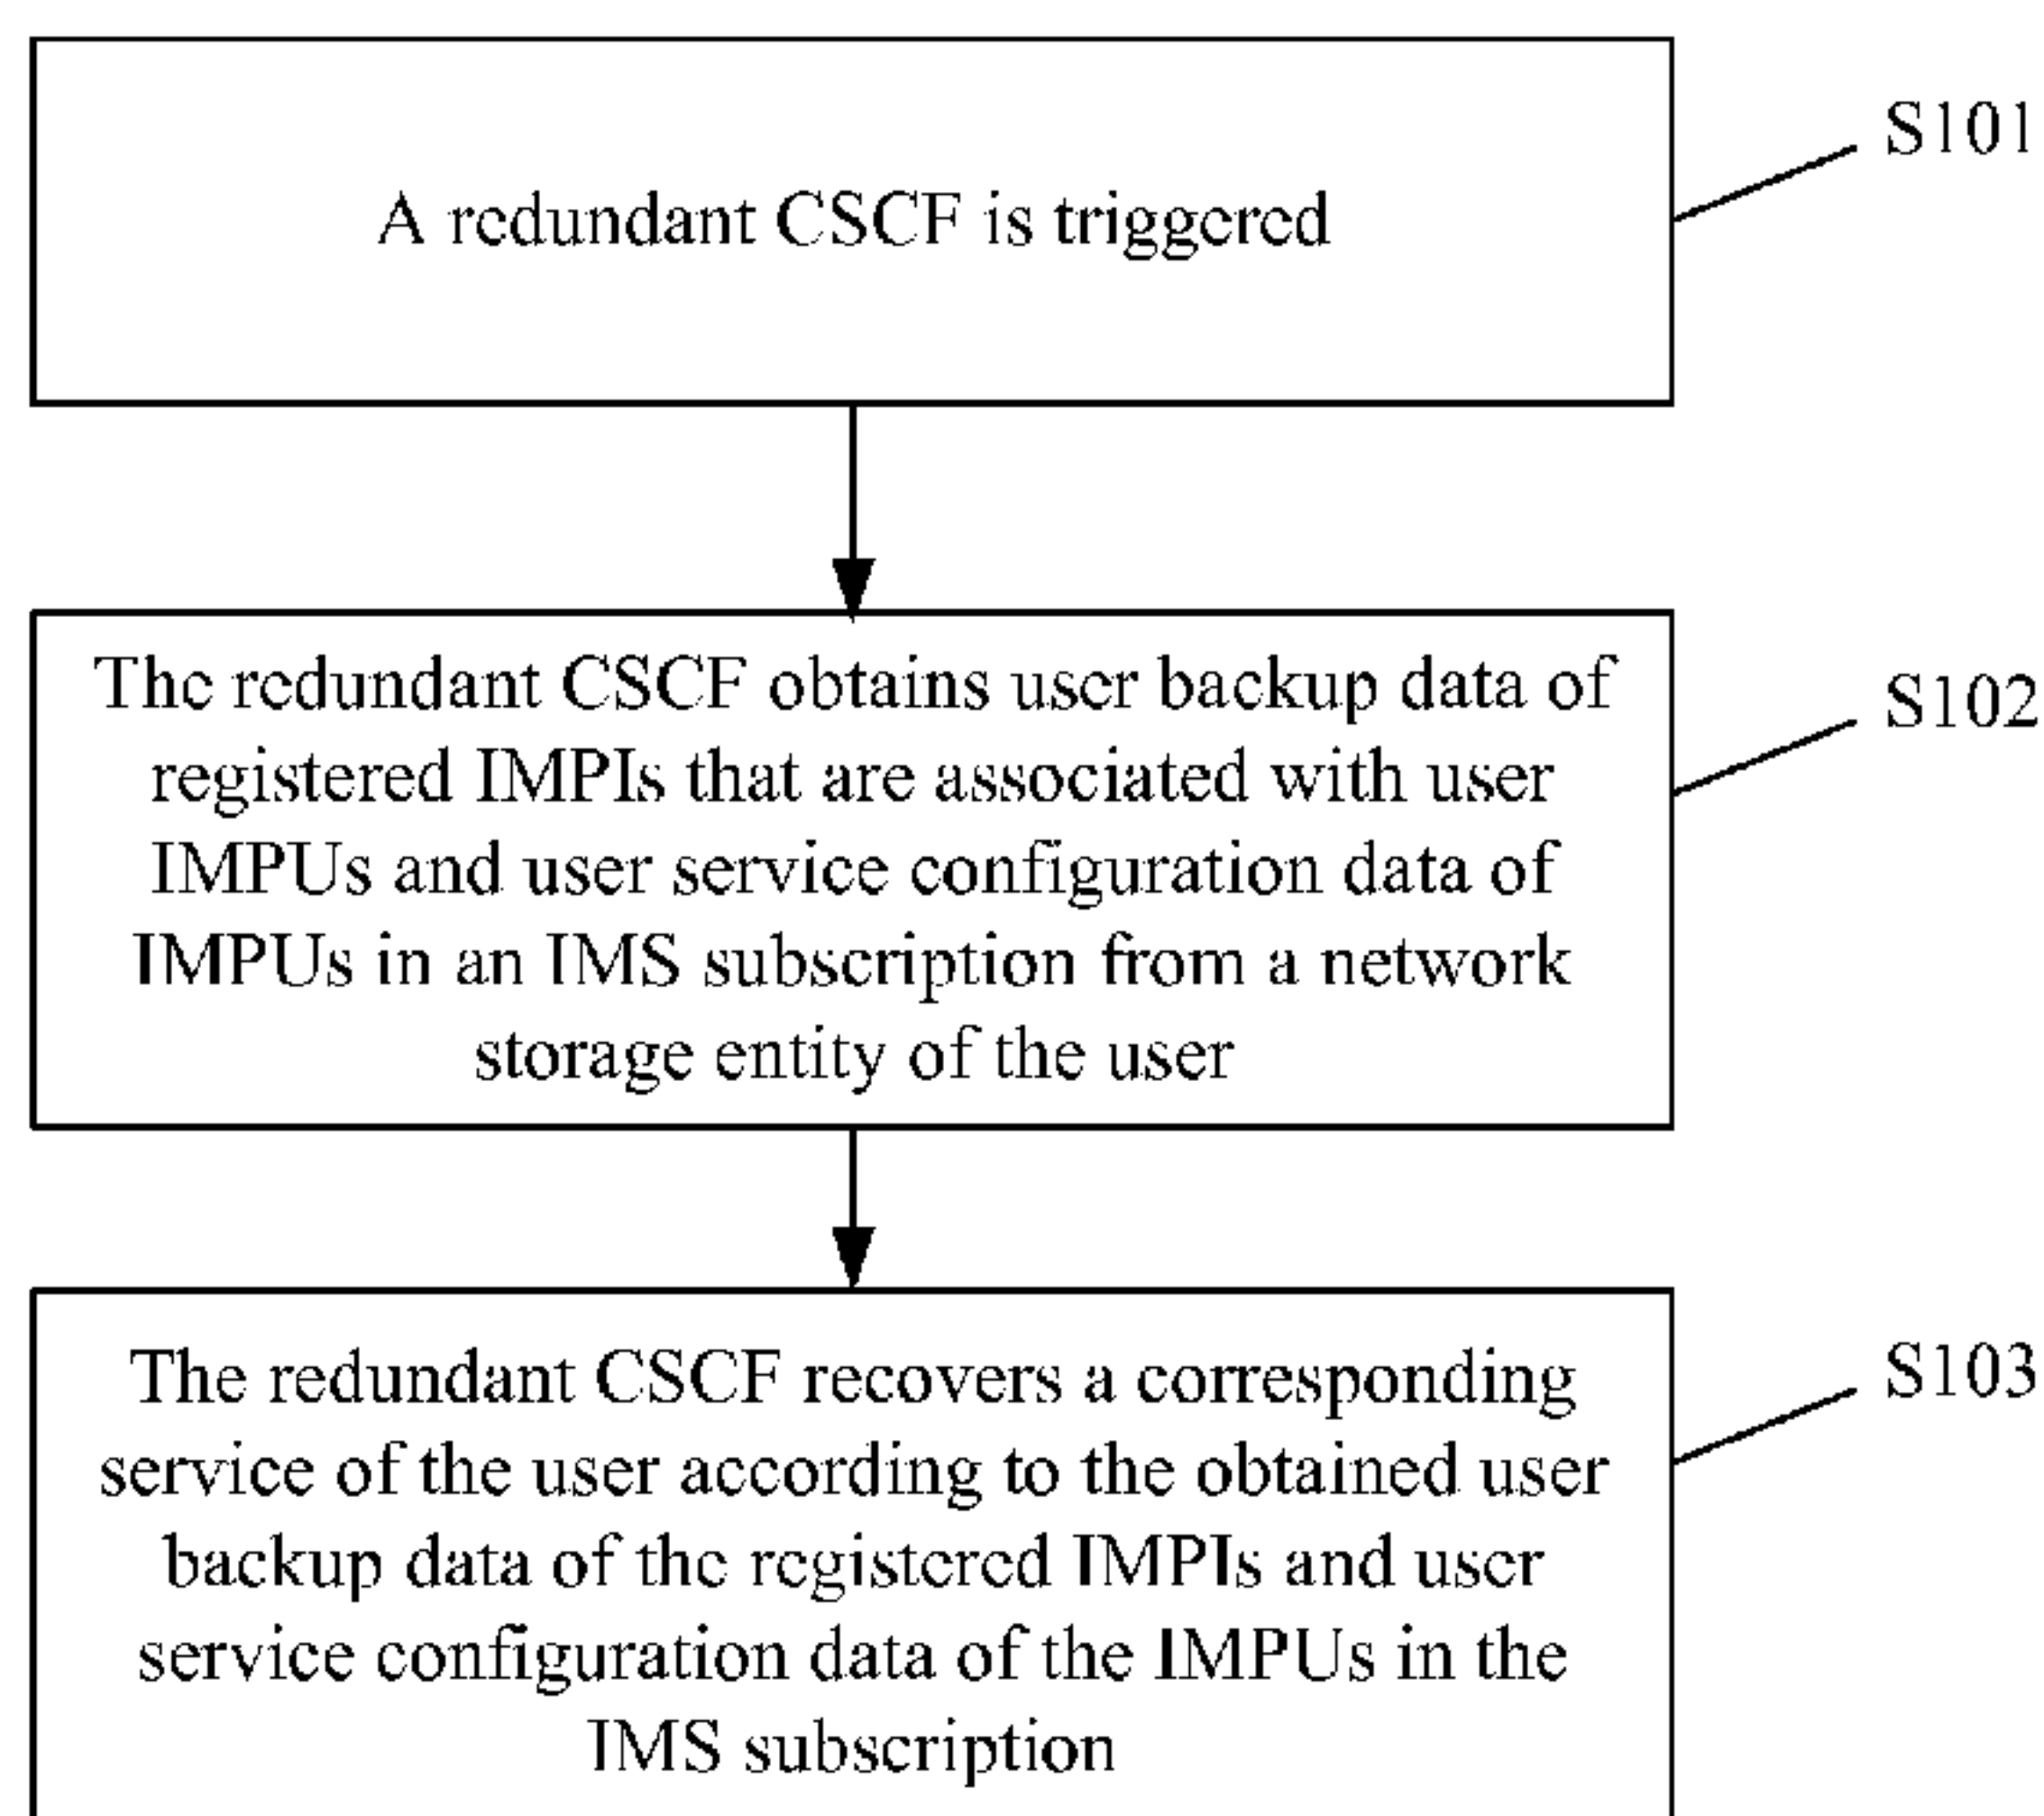 A redundant CSCF is triggered
S101
The redundant CSCF obtains user backup data of
registered IMPIs that are associated with user
IMPUs and user service configuration data of
IMPUs in an IMS subscription from a network
storage entity of the user
S102
The redundant CSCF recovers a corresponding
service of the user according to the obtained user
backup data of the registered IMPIs and user
service configuration data of the IMPUs in the
IMS subscription
S103